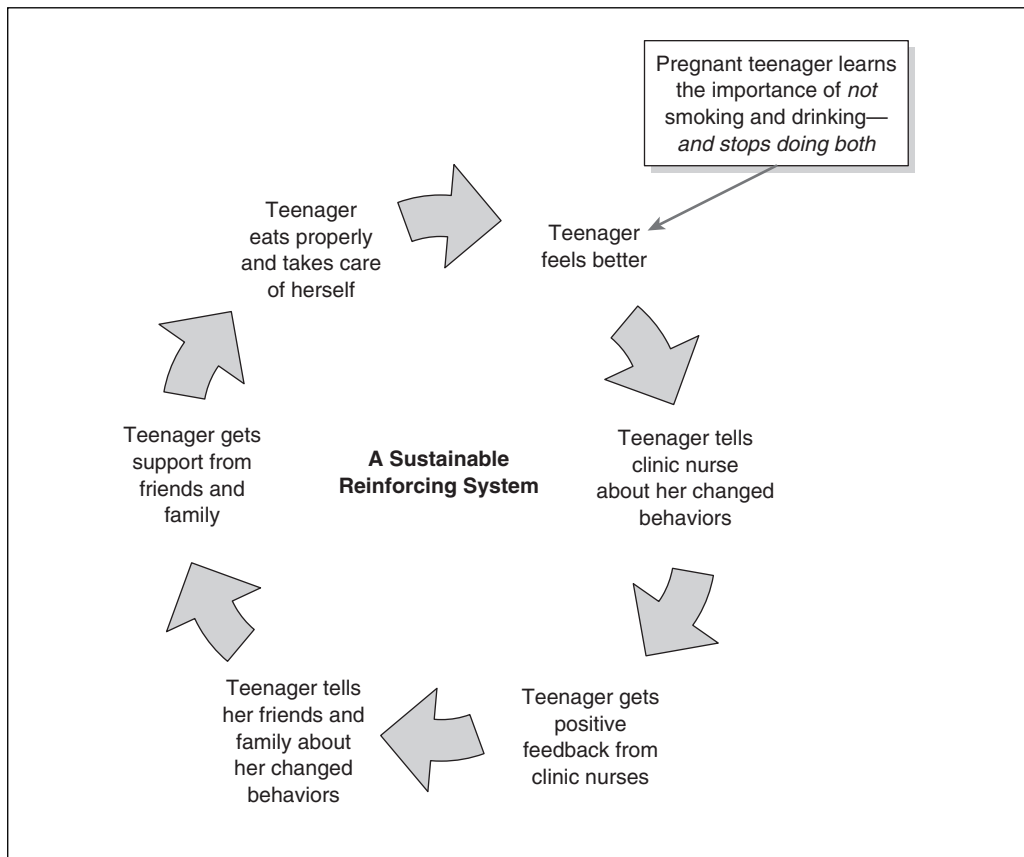 Pregnant teenager learns
the importance of not
smoking and drinking—
and stops doing both
Teenager
feels better
Teenager tells
clinic nurse
about her changed
behaviors
Teenager gets
positive
feedback from
clinic nurses
Teenager tells
her friends and
family about
her changed
behaviors
Teenager gets
support from
friends and
family
Teenager
eats properly
and takes care
of herself
A Sustainable
Reinforcing System